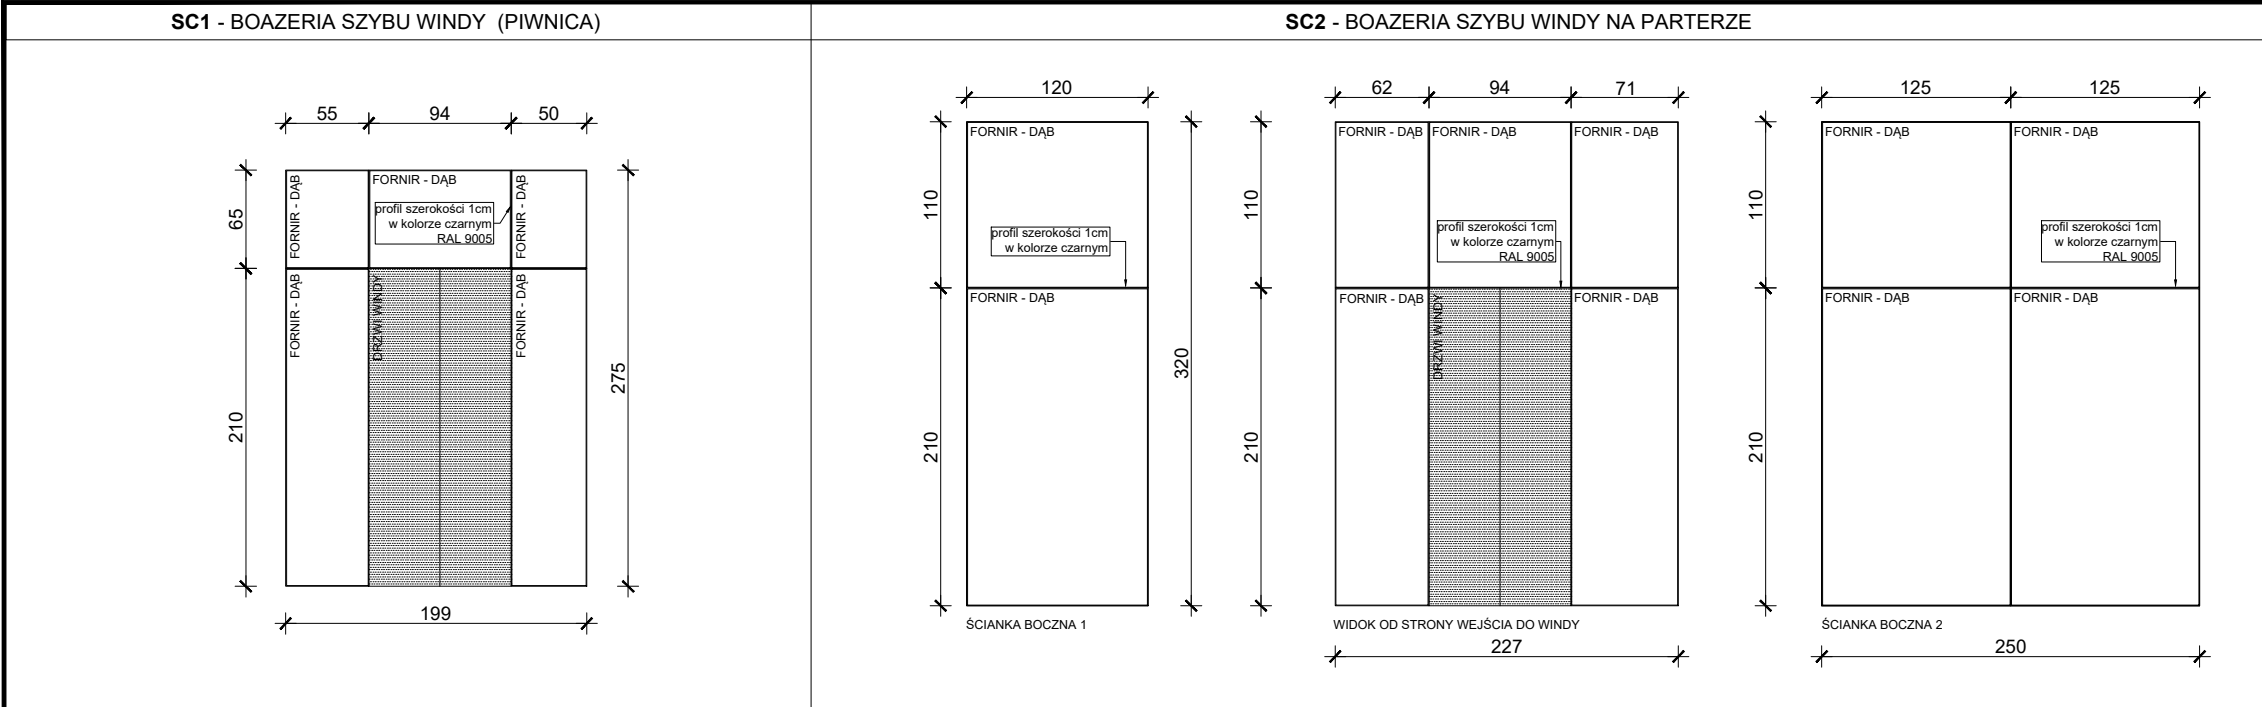 SC1 - BOAZERIA SZYBU WINDY (PIWNICA)
55
94
50
65
210
275
199
FORNIR - DĄB
FORNIR - DĄB
FORNIR - DĄB
profil szerokości 1cm
w kolorze czarnym
RAL 9005
FORNIR - DĄB
DRZWI WINDY
FORNIR - DĄB
SC2 - BOAZERIA SZYBU WINDY NA PARTERZE
120
110
210
320
FORNIR - DĄB
profil szerokości 1cm
w kolorze czarnym
FORNIR - DĄB
ŚCIANKA BOCZNA 1
62
94
71
110
210
FORNIR - DĄB
FORNIR - DĄB
FORNIR - DĄB
profil szerokości 1cm
w kolorze czarnym
RAL 9005
FORNIR - DĄB
DRZWI WINDY
FORNIR - DĄB
WIDOK OD STRONY WEJŚCIA DO WINDY
227
125
125
110
210
FORNIR - DĄB
FORNIR - DĄB
profil szerokości 1cm
w kolorze czarnym
RAL 9005
FORNIR - DĄB
FORNIR - DĄB
ŚCIANKA BOCZNA 2
250